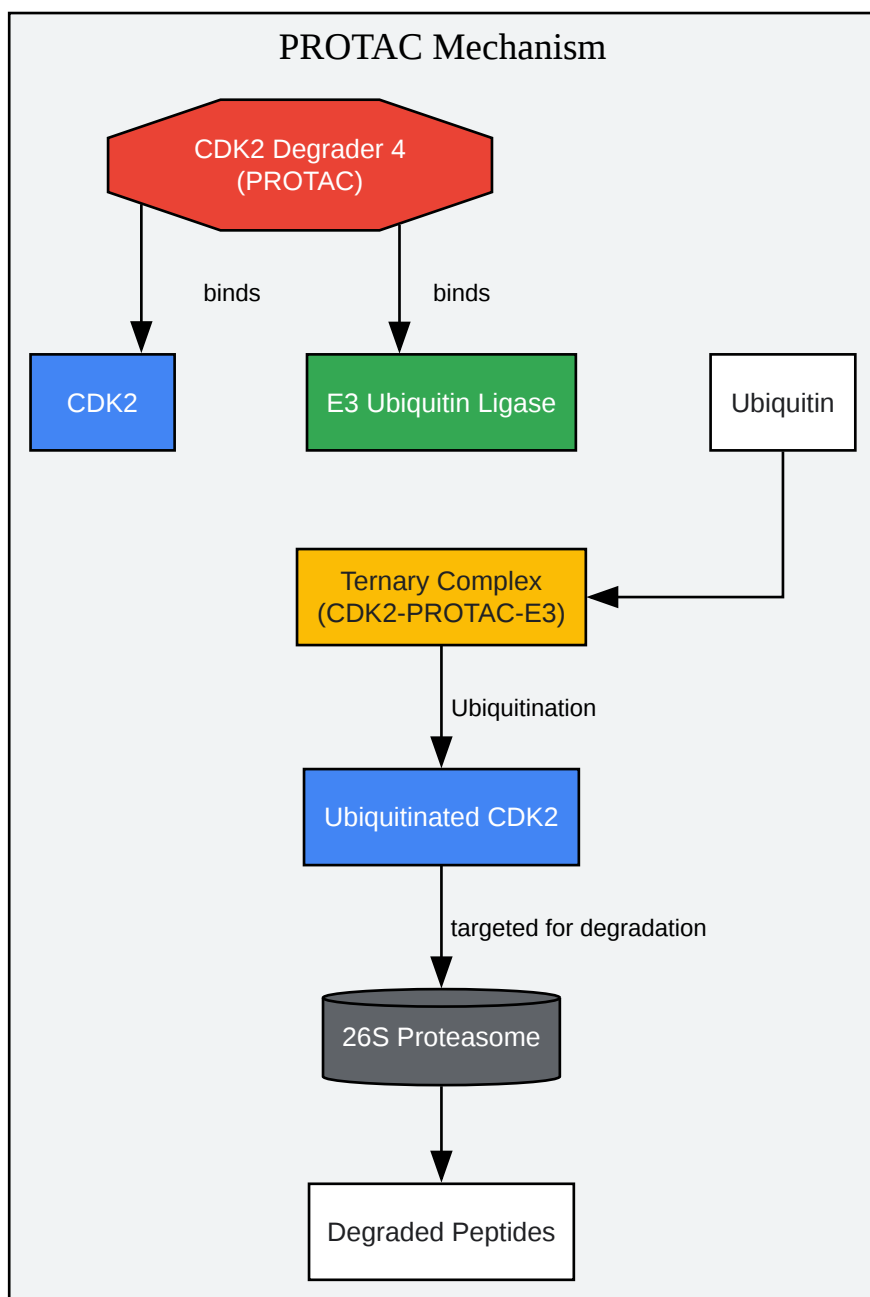 PROTAC Mechanism
CDK2 Degrader 4
(PROTAC)
binds
binds
CDK2
E3 Ubiquitin Ligase
Ubiquitin
Ternary Complex
(CDK2-PROTAC-E3)
Ubiquitination
Ubiquitinated CDK2
targeted for degradation
26S Proteasome
Degraded Peptides